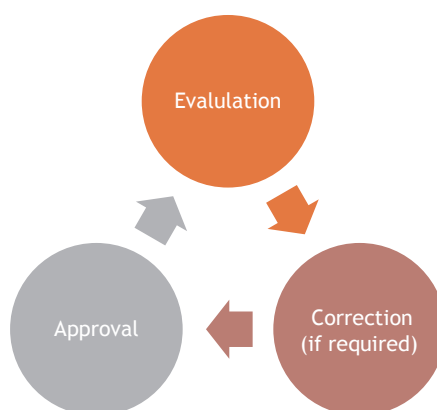 Evalulation
Correction
(if required)
Approval